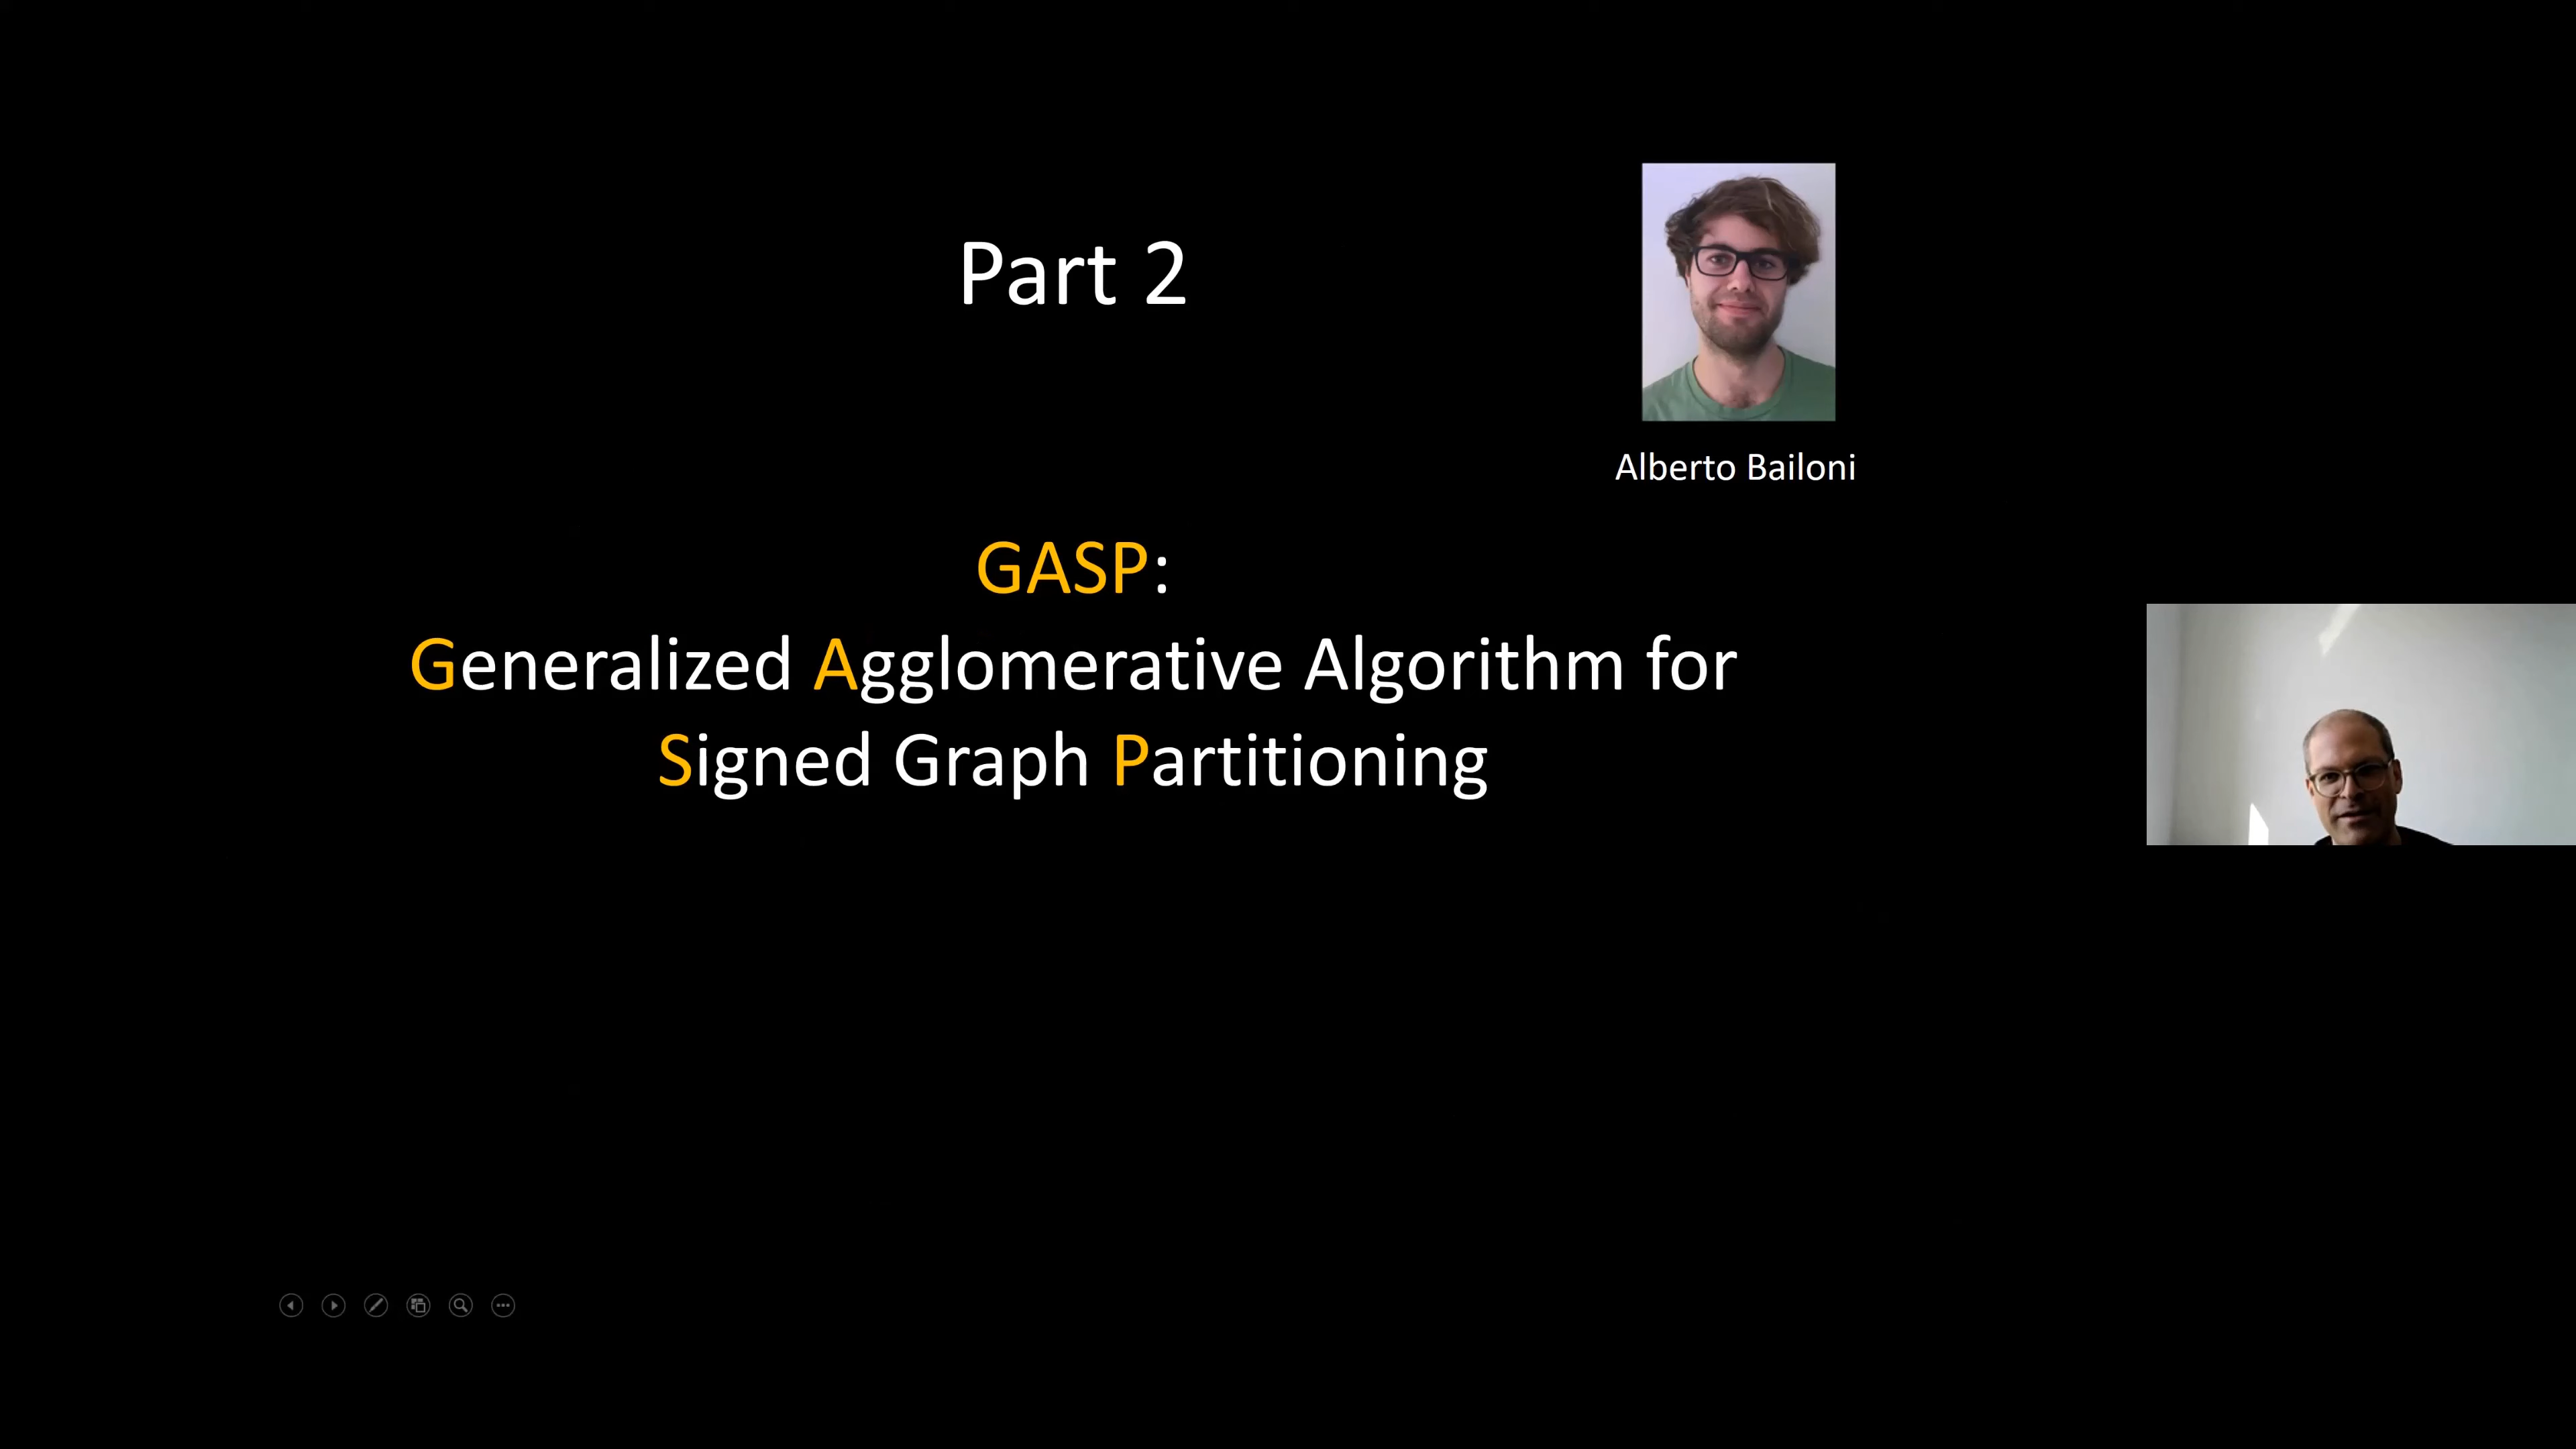 Part 2
Alberto Bailoni
GASP:
Generalized Agglomerative Algorithm for
Signed Graph Partitioning